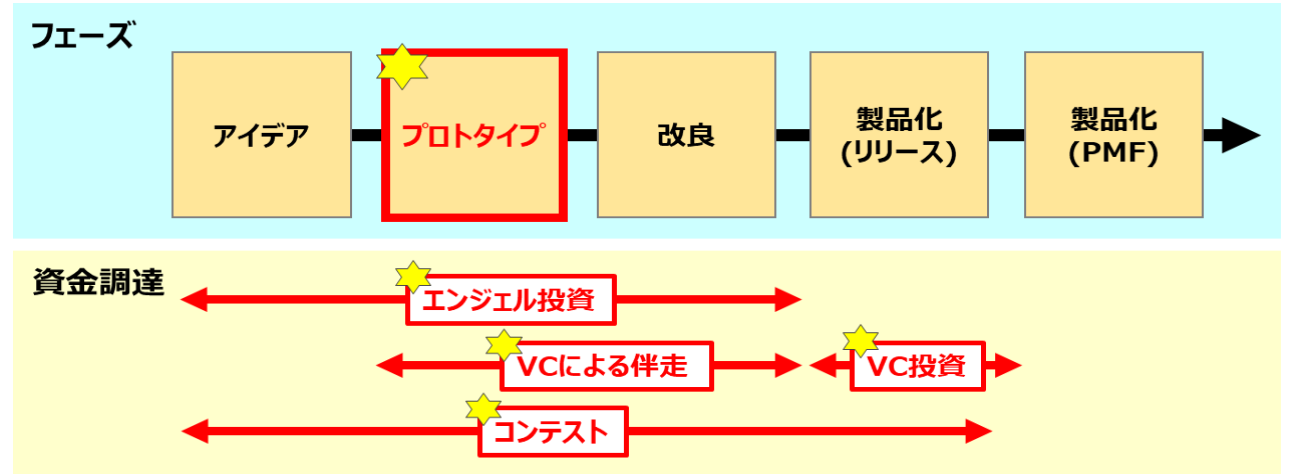 フェーズ
アイデア
プロトタイプ
改良
製品化
(リリース)
製品化
(PMF)
資金調達
エンジェル投資
VCによる伴走
VC投資
コンテスト